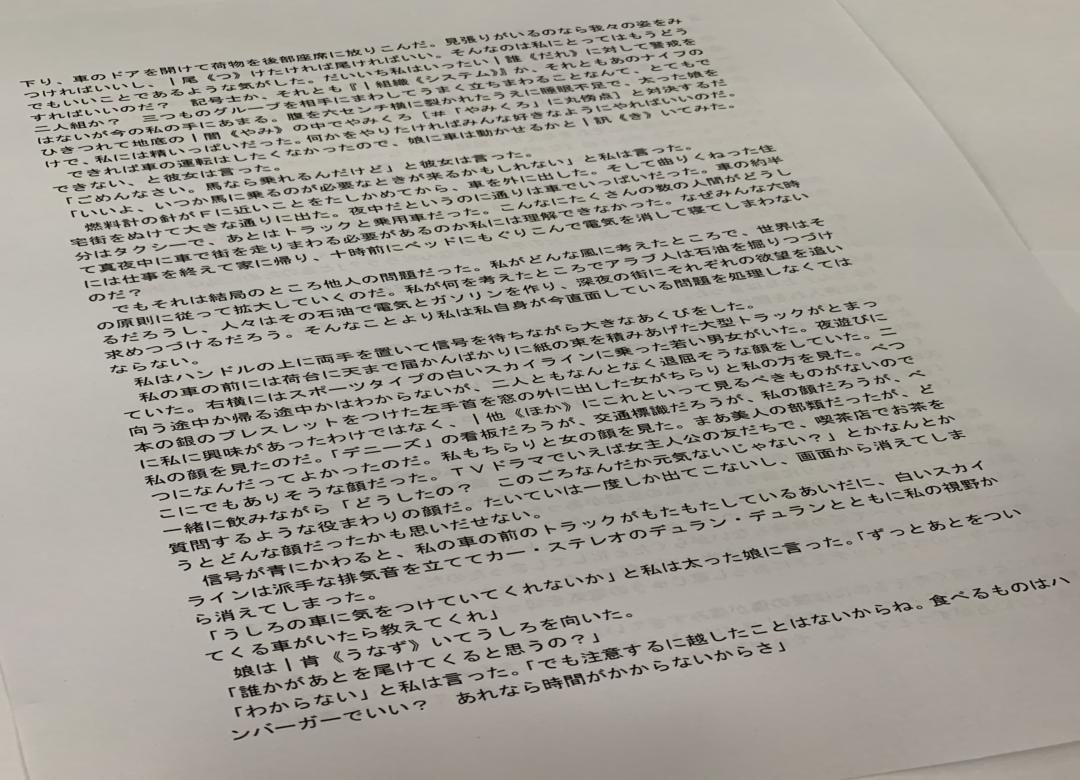 下り、車のドアを開けて荷物を後部座席に放りこんだ。見張りがいるのなら我々の姿をみ
つければいいし、|尾《つ》けたければ尾ければいい。そんなのは私にとってはもうどう
でもいいことであるような気がした。だいいち私はいったい|誰《だれ》に対して警戒を
すればいいのだ？　記号士か、それとも『|組織《システム》』か、それともあのナイフの
二人組か？　三つものグループを相手にまわしてうまく立ちまわることなんて、とてもで
はないが今の私の手にあまる。腹を六センチ横に裂かれたうえに睡眠不足で、太った娘を
ひきつれて地底の|闇《やみ》の中でやみくろ［＃「やみくろ」に丸傍点］と対決するだ
けで、私には精いっぱいだった。何かをやりたければみんな好きなようにやればいいのだ。
　できれば車の運転はしたくなかったので、娘に車は動かせるかと|訊《き》いてみた。
できない、と彼女は言った。
「ごめんなさい。馬なら乗れるんだけど」と彼女は言った。
「いいよ、いつか馬に乗るのが必要なときが来るかもしれない」と私は言った。
　燃料計の針がＦに近いことをたしかめてから、車を外に出した。そして曲りくねった住
宅街をぬけて大きな通りに出た。夜中だというのに通りは車でいっぱいだった。車の約半
分はタクシーで、あとはトラックと乗用車だった。こんなにたくさんの数の人間がどうし
て真夜中に車で街を走りまわる必要があるのか私には理解できなかった。なぜみんな六時
には仕事を終えて家に帰り、十時前にベッドにもぐりこんで電気を消して寝てしまわない
のだ？
　でもそれは結局のところ他人の問題だった。私がどんな風に考えたところで、世界はそ
の原則に従って拡大していくのだ。私が何を考えたところでアラブ人は石油を掘りつづけ
るだろうし、人々はその石油で電気とガソリンを作り、深夜の街にそれぞれの欲望を追い
求めつづけるだろう。そんなことより私は私自身が今直面している問題を処理しなくては
ならない。
　私はハンドルの上に両手を置いて信号を待ちながら大きなあくびをした。
　私の車の前には荷台に天まで届かんばかりに紙の束を積みあげた大型トラックがとまっ
ていた。右横にはスポーツタイプの白いスカイラインに乗った若い男女がいた。夜遊びに
向う途中か帰る途中かはわからないが、二人ともなんとなく退屈そうな顔をしていた。二
本の銀のブレスレットをつけた左手首を窓の外に出した女がちらりと私の方を見た。べつ
に私に興味があったわけではなく、|他《ほか》にこれといって見るべきものがないので
私の顔を見たのだ。「デニーズ」の看板だろうが、交通標識だろうが、私の顔だろうが、べ
つになんだってよかったのだ。私もちらりと女の顔を見た。まあ美人の部類だったが、ど
こにでもありそうな顔だった。ＴＶドラマでいえば女主人公の友だちで、喫茶店でお茶を
一緒に飲みながら「どうしたの？　このごろなんだか元気ないじゃない？」とかなんとか
質問するような役まわりの顔だ。たいていは一度しか出てこないし、画面から消えてしま
うとどんな顔だったかも思いだせない。
　信号が青にかわると、私の車の前のトラックがもたもたしているあいだに、白いスカイ
ラインは派手な排気音を立ててカー・ステレオのデュラン・デュランとともに私の視野か
ら消えてしまった。
「うしろの車に気をつけていてくれないか」と私は太った娘に言った。「ずっとあとをつい
てくる車がいたら教えてくれ」
　娘は|肯《うなず》いてうしろを向いた。
「誰かがあとを尾けてくると思うの？」
「わからない」と私は言った。「でも注意するに越したことはないからね。食べるものはハ
ンバーガーでいい？　あれなら時間がかからないからさ」